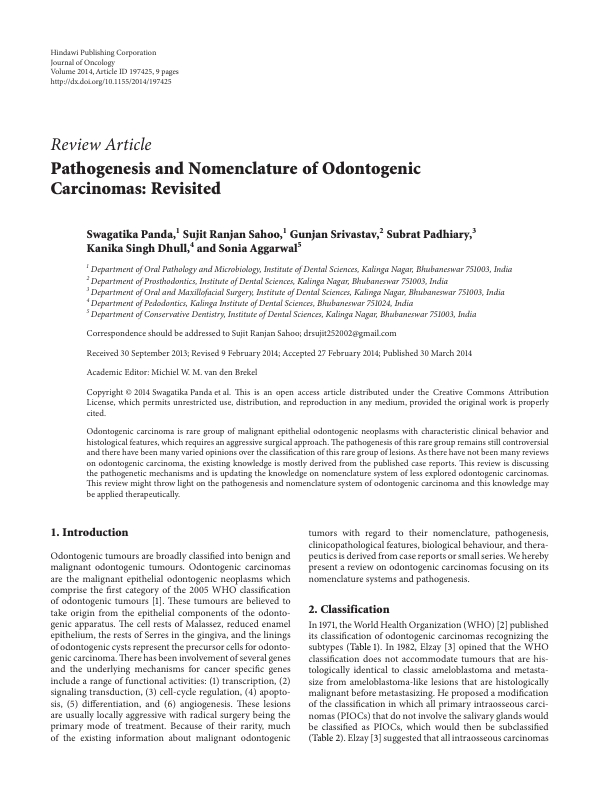 Hindawi Publishing Corporation
Journal of Oncology
Volume 2014, Article ID 197425, 9 pages
http://dx.doi.org/10.1155/2014/197425
Review Article
Pathogenesis and Nomenclature of Odontogenic
Carcinomas: Revisited
Swagatika Panda,1 Sujit Ranjan Sahoo,1 Gunjan Srivastav,2 Subrat Padhiary,3
Kanika Singh Dhull,4 and Sonia Aggarwal5
1 Department of Oral Pathology and Microbiology, Institute of Dental Sciences, Kalinga Nagar, Bhubaneswar 751003, India
2 Department of Prosthodontics, Institute of Dental Sciences, Kalinga Nagar, Bhubaneswar 751003, India
3 Department of Oral and Maxillofacial Surgery, Institute of Dental Sciences, Kalinga Nagar, Bhubaneswar 751003, India
4 Department of Pedodontics, Kalinga Institute of Dental Sciences, Bhubaneswar 751024, India
5 Department of Conservative Dentistry, Institute of Dental Sciences, Kalinga Nagar, Bhubaneswar 751003, India
Correspondence should be addressed to Sujit Ranjan Sahoo; drsujit252002@gmail.com
Received 30 September 2013; Revised 9 February 2014; Accepted 27 February 2014; Published 30 March 2014
Academic Editor: Michiel W. M. van den Brekel
Copyright © 2014 Swagatika Panda et al. This is an open access article distributed under the Creative Commons Attribution
License, which permits unrestricted use, distribution, and reproduction in any medium, provided the original work is properly
cited.
Odontogenic carcinoma is rare group of malignant epithelial odontogenic neoplasms with characteristic clinical behavior and
histological features, which requires an aggressive surgical approach. The pathogenesis of this rare group remains still controversial
and there have been many varied opinions over the classification of this rare group of lesions. As there have not been many reviews
on odontogenic carcinoma, the existing knowledge is mostly derived from the published case reports. This review is discussing
the pathogenetic mechanisms and is updating the knowledge on nomenclature system of less explored odontogenic carcinomas.
This review might throw light on the pathogenesis and nomenclature system of odontogenic carcinoma and this knowledge may
be applied therapeutically.
1. Introduction
Odontogenic tumours are broadly classified into benign and
malignant odontogenic tumours. Odontogenic carcinomas
are the malignant epithelial odontogenic neoplasms which
comprise the first category of the 2005 WHO classification
of odontogenic tumours [1]. These tumours are believed to
take origin from the epithelial components of the odonto-
genic apparatus. The cell rests of Malassez, reduced enamel
epithelium, the rests of Serres in the gingiva, and the linings
of odontogenic cysts represent the precursor cells for odonto-
genic carcinoma. There has been involvement of several genes
and the underlying mechanisms for cancer specific genes
include a range of functional activities: (1) transcription, (2)
signaling transduction, (3) cell-cycle regulation, (4) apopto-
sis, (5) differentiation, and (6) angiogenesis. These lesions
are usually locally aggressive with radical surgery being the
primary mode of treatment. Because of their rarity, much
of the existing information about malignant odontogenic
tumors with regard to their nomenclature, pathogenesis,
clinicopathological features, biological behaviour, and thera-
peutics is derived from case reports or small series. We hereby
present a review on odontogenic carcinomas focusing on its
nomenclature systems and pathogenesis.
2. Classification
In 1971, the World Health Organization (WHO) [2] published
its classification of odontogenic carcinomas recognizing the
subtypes (Table 1). In 1982, Elzay [3] opined that the WHO
classification does not accommodate tumours that are his-
tologically identical to classic ameloblastoma and metasta-
size from ameloblastoma-like lesions that are histologically
malignant before metastasizing. He proposed a modification
of the classification in which all primary intraosseous carci-
nomas (PIOCs) that do not involve the salivary glands would
be classified as PIOCs, which would then be subclassified
(Table 2). Elzay [3] suggested that all intraosseous carcinomas